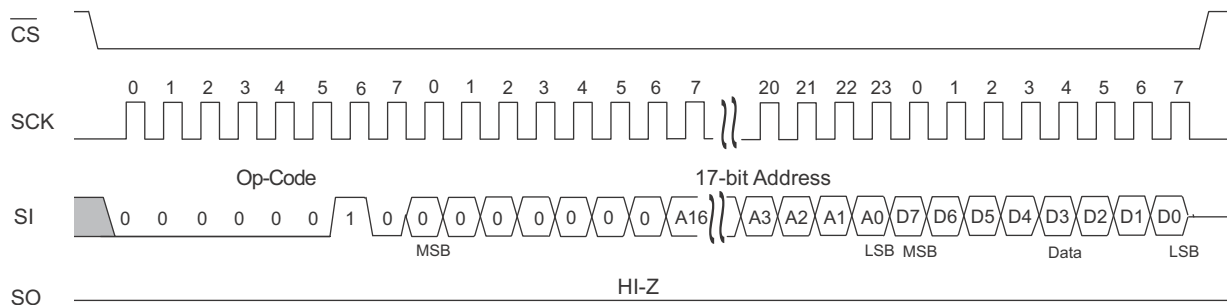 CS
0 1 2 3 4 5 6 7 0 1 2 3 4 5 6 7 20 21 22 23 0 1 2 3 4 5 6 7
SCK
Op-Code 17-bit Address
SI 0 0 0 0 0 0 1 0 0 0 0 0 0 0 0 A16 A3 A2 A1 A0 D7 D6 D5 D4 D3 D2 D1 D0
MSB LSB MSB Data LSB
HI-Z
SO